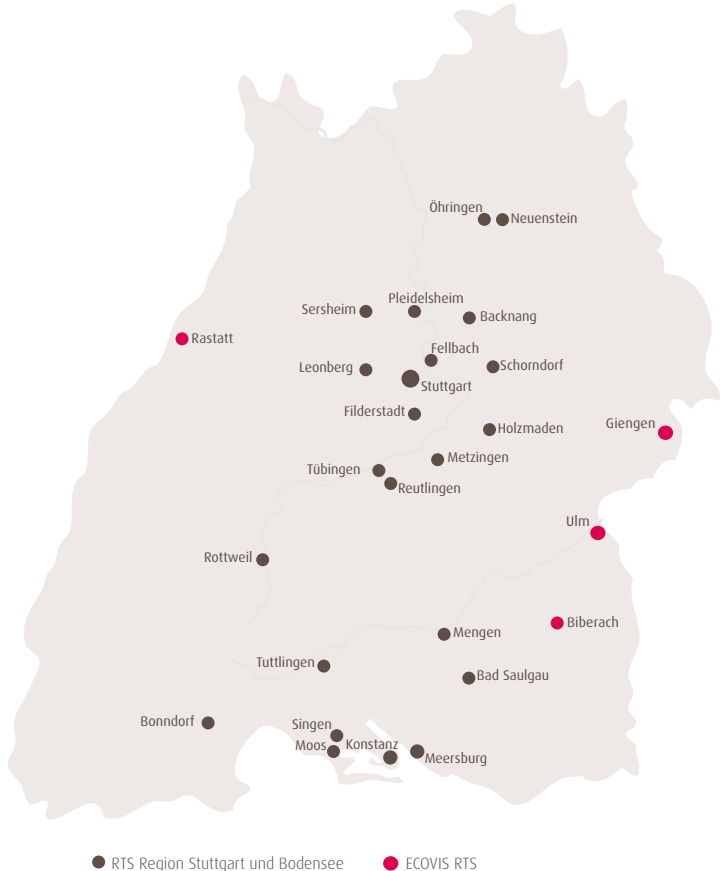 Öhringen
Neuenstein
Pleidelsheim
Sersheim
Backnang
Rastatt
Fellbach
Leonberg
Schorndorf
Stuttgart
Filderstadt
Giengen
Holzmaden
Metzingen
Tübingen
Reutlingen
Ulm
Rottweil
Biberach
Mengen
Tuttlingen
Bad Saulgau
Bonndorf
Singen
Moos
Konstanz
Meersburg
RTS Region Stuttgart und Bodensee
ECOVIS RTS